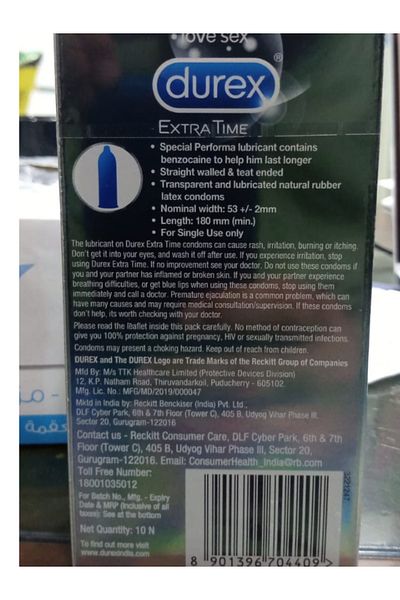 love sex
durex®
EXTRA TIME
• Special Performa lubricant contains
benzocaine to help him last longer
• Straight walled & teat ended
• Transparent and lubricated natural rubber
latex condoms
• Nominal width: 53 +/- 2mm
• Length: 180 mm (min.)
• For Single Use only
The lubricant on Durex Extra Time condoms can cause rash, irritation, burning or itching.
Don't get it into your eyes, and wash it off after use. If you experience irritation, stop
using Durex Extra Time. If no improvement see your doctor. Do not use these condoms if
you and your partner has inflamed or broken skin. If you and your partner experience
breathing difficulties, or get blue lips when using these condoms, stop using them
immediately and call a doctor. Premature ejaculation is a common problem, which can
have many causes and may require medical consultation/supervision. If these condoms
don't help, its worth checking with your doctor.
Please read the leaflet inside this pack carefully. No method of contraception can
give you 100% protection against pregnancy, HIV or sexually transmitted infections.
Condoms may present a choking hazard. Keep out of reach from children.
DUREX and The DUREX Logo are Trade Marks of the Reckitt Group of Companies
Mfd By: M/s TTK Healthcare Limited (Protective Devices Division)
12, K.P. Natham Road, Thiruvandarkoil, Puducherry - 605102.
Mfg. Lic. No.: MFG/MD/2019/000047
Mktd in India by: Reckitt Benckiser (India) Pvt. Ltd.,
DLF Cyber Park, 6th & 7th Floor (Tower C), 405 B, Udyog Vihar Phase III,
Sector 20, Gurugram-122016
Contact us - Reckitt Consumer Care, DLF Cyber Park, 6th & 7th
Floor (Tower C), 405 B, Udyog Vihar Phase III, Sector 20,
Gurugram-122016. Email: ConsumerHealth_India@rb.com
Toll Free Number:
18001035012
For Batch No., Mfg. - Expiry
Date & MRP (Inclusive of all
taxes): See at the bottom
Net Quantity: 10 N
To find out more visit
www.durexindia.com
3221247
8 901396 704409 >